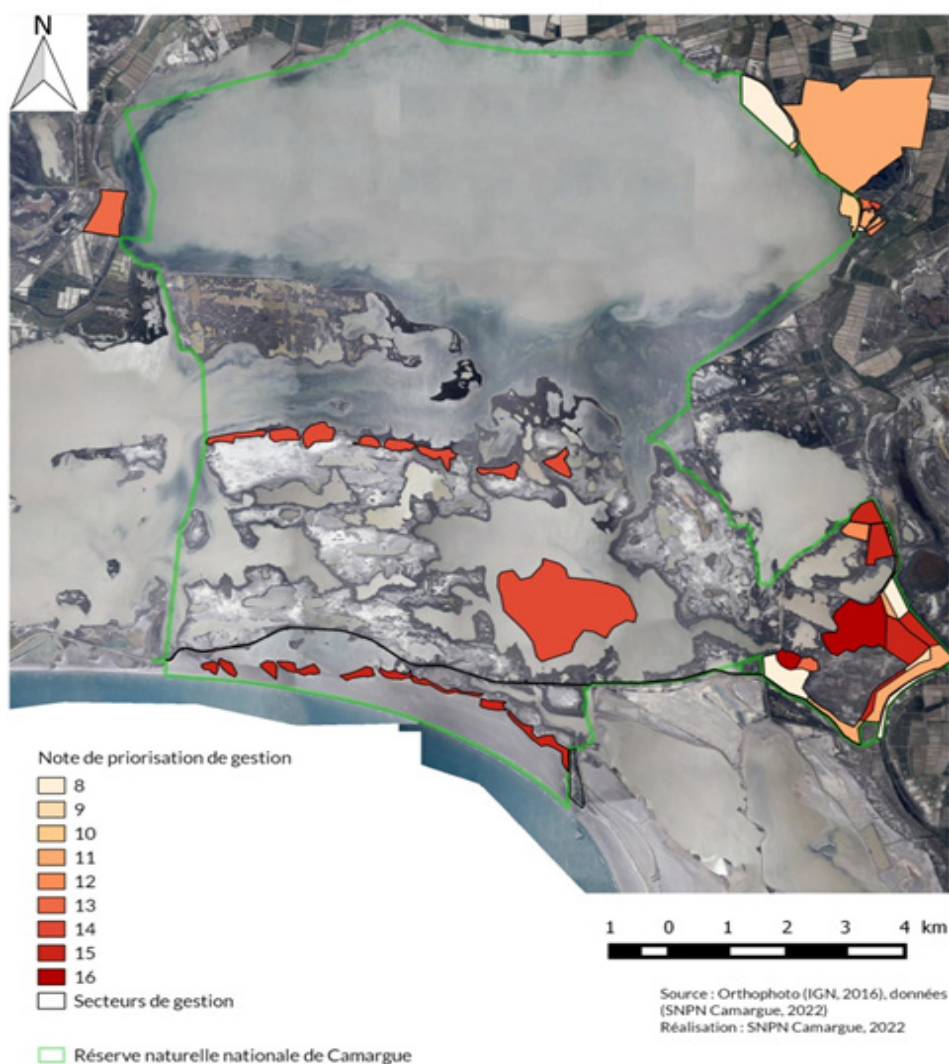 N
Note de priorisation de gestion
8
9
10
11
12
13
14
15
16
Secteurs de gestion
Réserve naturelle nationale de Camargue
1 0 1 2 3 4 km
Source : Orthophoto (IGN, 2016), données
(SNPN Camargue, 2022)
Réalisation : SNPN Camargue, 2022